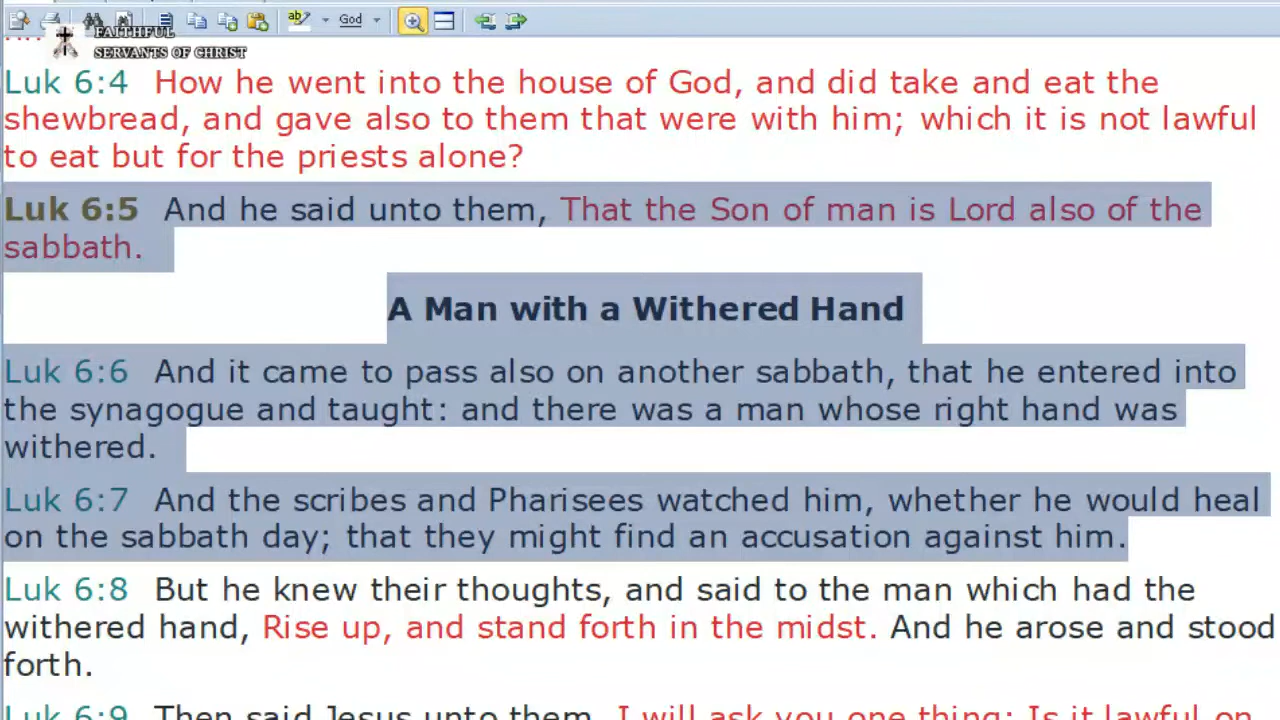 God
FAITHFUL
SERVANTS OF CHRIST
Luk 6:4 How he went into the house of God, and did take and eat the
shewbread, and gave also to them that were with him; which it is not lawful
to eat but for the priests alone?
Luk 6:5 And he said unto them, That the Son of man is Lord also of the
sabbath.
A Man with a Withered Hand
Luk 6:6 And it came to pass also on another sabbath, that he entered into
the synagogue and taught: and there was a man whose right hand was
withered.
Luk 6:7 And the scribes and Pharisees watched him, whether he would heal
on the sabbath day; that they might find an accusation against him.
Luk 6:8 But he knew their thoughts, and said to the man which had the
withered hand, Rise up, and stand forth in the midst. And he arose and stood
forth.
Luk 6:9 Then said Jesus unto them, I will ask you one thing; Is it lawful on